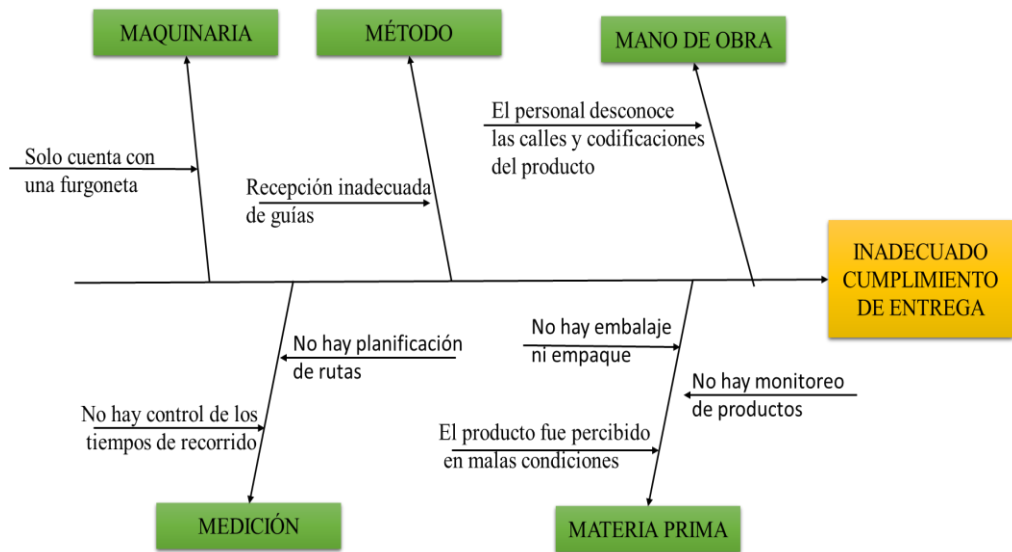 MAQUINARIA
MÉTODO
MANO DE OBRA
El personal desconoce
las calles y codificaciones
del producto
Solo cuenta con
una furgoneta
Recepción inadecuada
de guías
INADECUADO
CUMPLIMIENTO
DE ENTREGA
No hay planificación
de rutas
No hay embalaje
ni empaque
No hay monitoreo
de productos
No hay control de los
tiempos de recorrido
El producto fue percibido
en malas condiciones
MEDICIÓN
MATERIA PRIMA